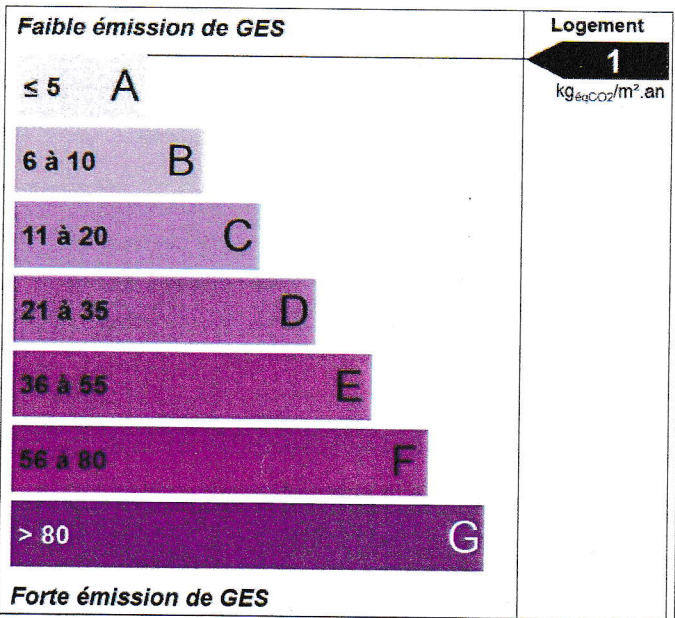 Faible émission de GES
Logement
1
kgéqCO2/m².an
≤ 5 A
6 à 10 B
11 à 20 C
21 à 35 D
36 à 55 E
56 à 80 F
> 80 G
Forte émission de GES